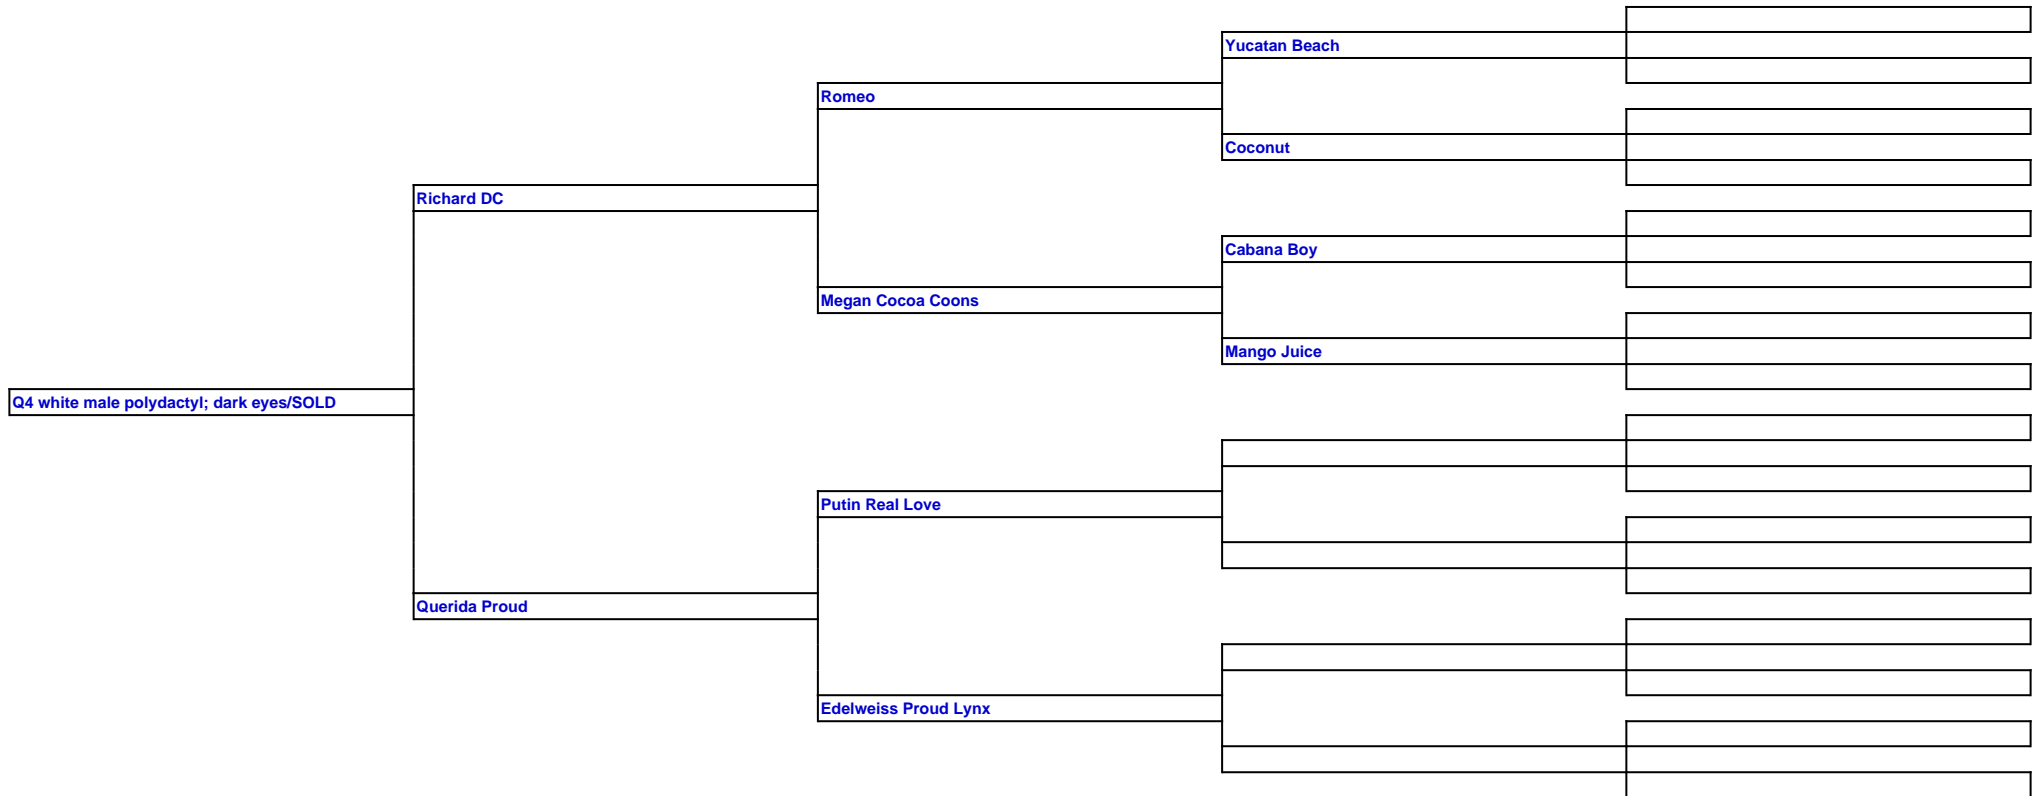 Yucatan Beach
Romeo
Coconut
Richard DC
Cabana Boy
Megan Cocoa Coons
Mango Juice
Q4 white male polydactyl; dark eyes/SOLD
Putin Real Love
Querida Proud
Edelweiss Proud Lynx